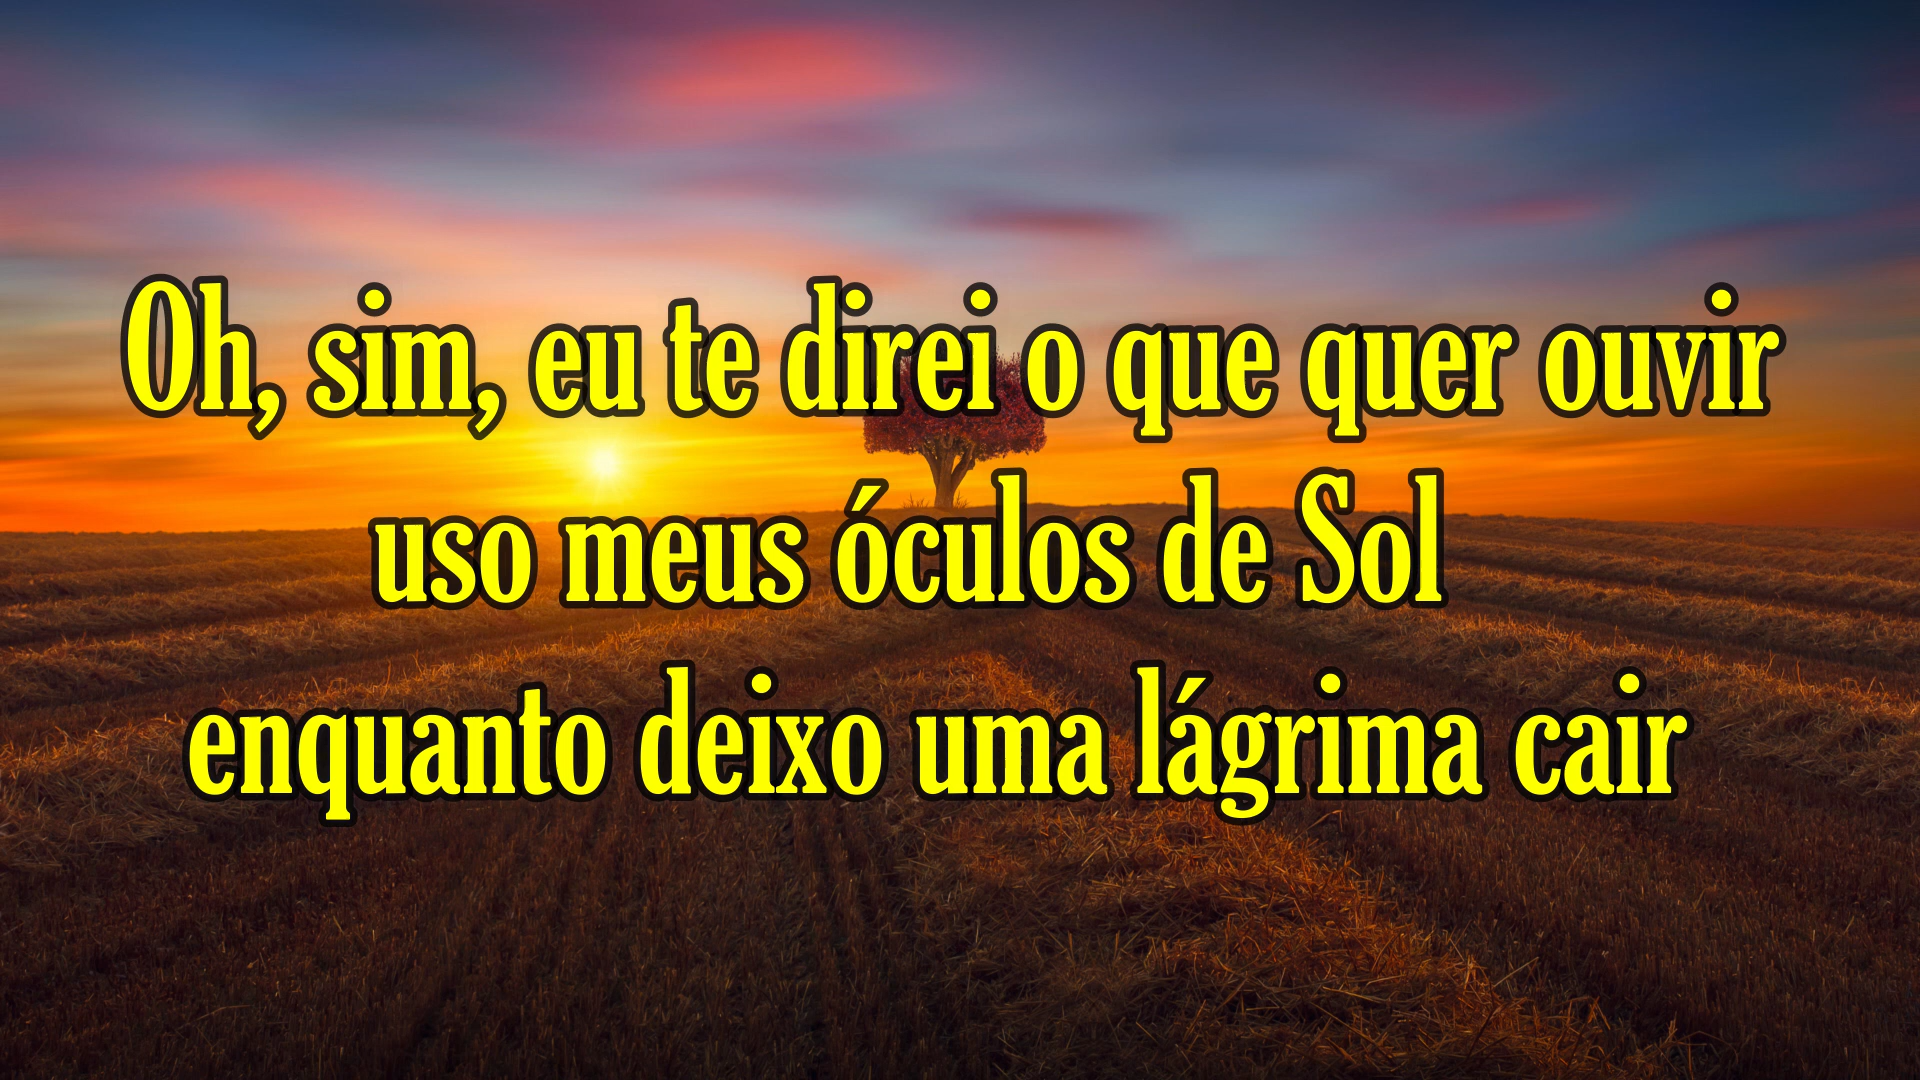 Oh, sim, eu te direi o que quer ouvir
uso meus óculos de Sol
enquanto deixo uma lágrima cair